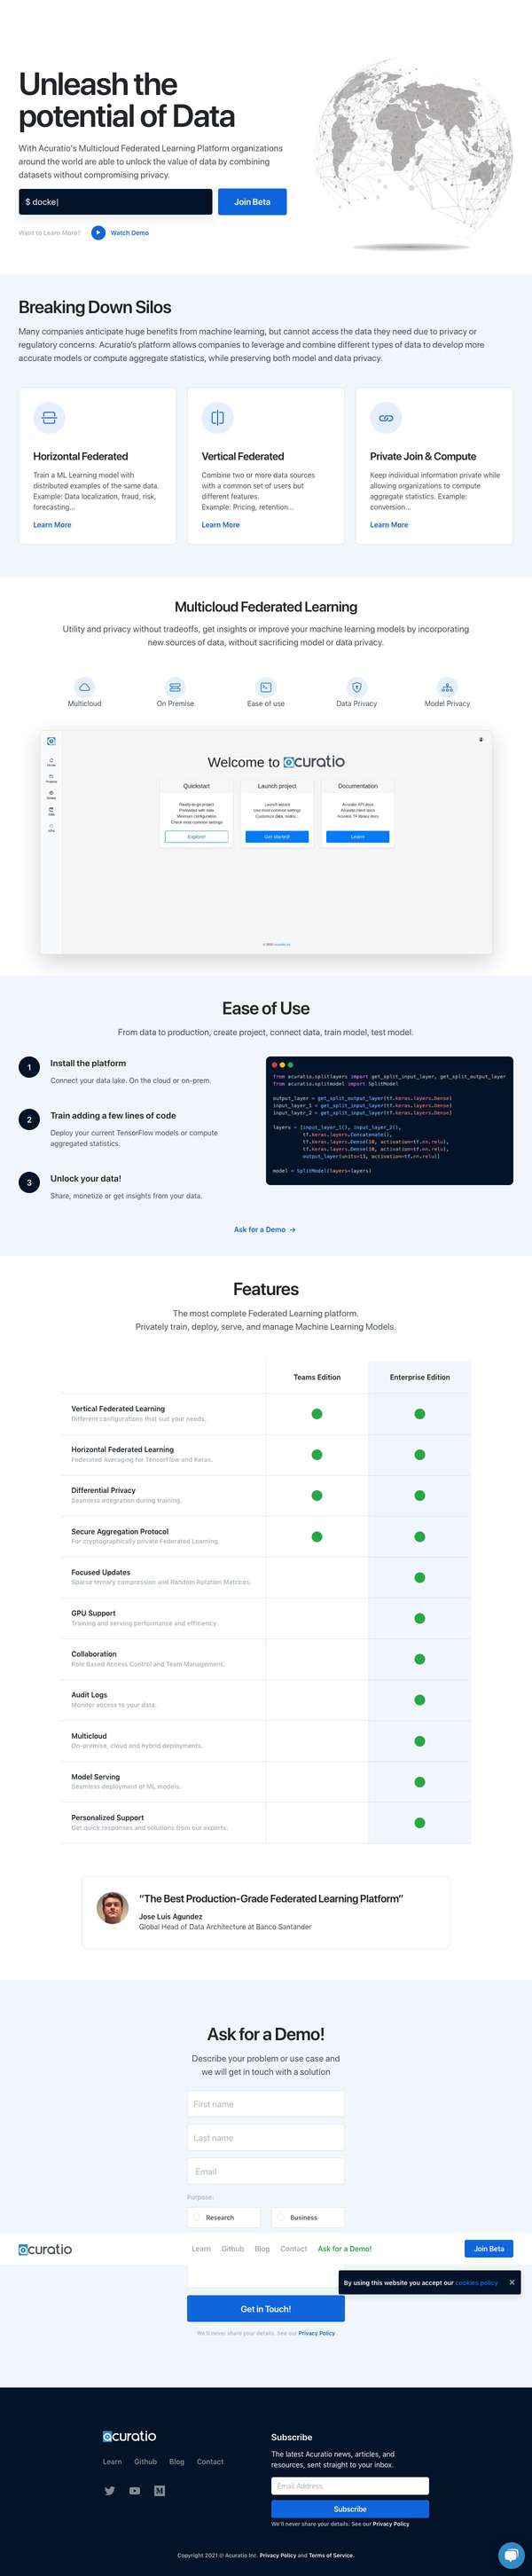 Unleash the
potential of Data
With Acuratio's Multicloud Federated Learning Platform organizations
around the world are able to unlock the value of data by combining
datasets without compromising privacy.
$ docke|
Join Beta
Want to Learn More?
Watch Demo
Breaking Down Silos
Many companies anticipate huge benefits from machine learning, but cannot access the data they need due to privacy or
regulatory concerns. Acuratio's platform allows companies to leverage and combine different types of data to develop more
accurate models or compute aggregate statistics, while preserving both model and data privacy.
Horizontal Federated
Train a ML Learning model with
distributed examples of the same data.
Example: Data localization, fraud, risk,
forecasting...
Learn More
Vertical Federated
Combine two or more data sources
with a common set of users but
different features.
Example: Pricing, retention...
Learn More
Private Join & Compute
Keep individual information private while
allowing organizations to compute
aggregate statistics. Example:
conversion...
Learn More
Multicloud Federated Learning
Utility and privacy without tradeoffs, get insights or improve your machine learning models by incorporating
new sources of data, without sacrificing model or data privacy.
Multicloud
On Premise
Ease of use
Data Privacy
Model Privacy
Welcome to acuratio
Quickstart
Ready-to-go project
Preloaded with data
Minimum configuration
Check most common settings
Explore!
Launch project
Launch wizard
Use most common settings
Customize data, nodes...
Get started!
Documentation
Acuratio API docs
Acuratio client docs
Acuratio TF library docs
Learn!
Ease of Use
From data to production, create project, connect data, train model, test model.
1
Install the platform
Connect your data lake. On the cloud or on-prem.
2
Train adding a few lines of code
Deploy your current TensorFlow models or compute
aggregated statistics.
3
Unlock your data!
Share, monetize or get insights from your data.
from acuratio.splitlayers import get_split_input_layer, get_split_output_layer
from acuratio.splitmodel import SplitModel
output_layer = get_split_output_layer(tf.keras.layers.Dense)
input_layer_1 = get_split_input_layer(tf.keras.layers.Dense)
input_layer_2 = get_split_input_layer(tf.keras.layers.Dense)
layers = [input_layer_1(), input_layer_2(),
tf.keras.layers.Concatenate(),
tf.keras.layers.Dense(10, activation=tf.nn.relu),
tf.keras.layers.Dense(10, activation=tf.nn.relu),
output_layer(units=13, activation=tf.nn.relu)]
model = SplitModel(layers=layers)
Ask for a Demo →
Features
The most complete Federated Learning platform.
Privately train, deploy, serve, and manage Machine Learning Models.
Teams Edition
Enterprise Edition
Vertical Federated Learning
Different configurations that suit your needs.
Horizontal Federated Learning
Federated Averaging for TensorFlow and Keras.
Differential Privacy
Seamless integration during training.
Secure Aggregation Protocol
For cryptographically private Federated Learning.
Focused Updates
Sparse ternary compression and Random Rotation Matrices.
GPU Support
Training and serving performance and efficiency.
Collaboration
Role Based Access Control and Team Management.
Audit Logs
Monitor access to your data.
Multicloud
On-premise, cloud and hybrid deployments.
Model Serving
Seamless deployment of ML models.
Personalized Support
Get quick responses and solutions from our experts.
“The Best Production-Grade Federated Learning Platform”
Jose Luis Agundez
Global Head of Data Architecture at Banco Santander
Ask for a Demo!
Describe your problem or use case and
we will get in touch with a solution
First name
Last name
Email
Purpose:
Research
Business
acuratio
Learn
Github
Blog
Contact
Ask for a Demo!
Join Beta
By using this website you accept our cookies policy ×
Get in Touch!
We'll never share your details. See our Privacy Policy
acuratio
Learn
Github
Blog
Contact
Subscribe
The latest Acuratio news, articles, and
resources, sent straight to your inbox.
Email Address
Subscribe
We'll never share your details. See our Privacy Policy
Copyright 2021 © Acuratio Inc. Privacy Policy and Terms of Service.